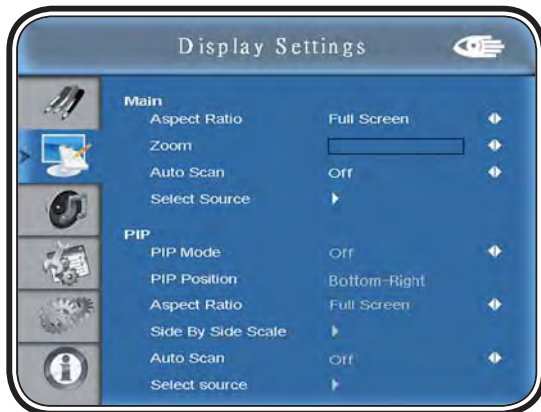 Display Settings
Main
Aspect Ratio Full Screen
Zoom
Auto Scan Off
Select Source
PIP
PIP Mode Off
PIP Position Bottom-Right
Aspect Ratio Full Screen
Side By Side Scale
Auto Scan Off
Select source